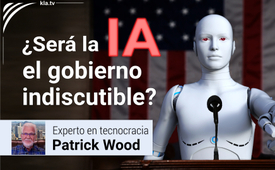 kla.tv
¿Será la IA
el gobierno
indiscutible?
Experto en tecnocracia
Patrick Wood